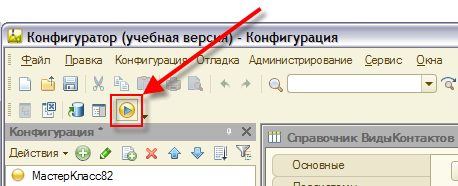 Конфигуратор (учебная версия) - Конфигурация
Файл Правка Конфигурация Отладка Администрирование Сервис Окна
Конфигурация *
Действия
МастерКласс82
Справочник ВидыКонтактов
Основные